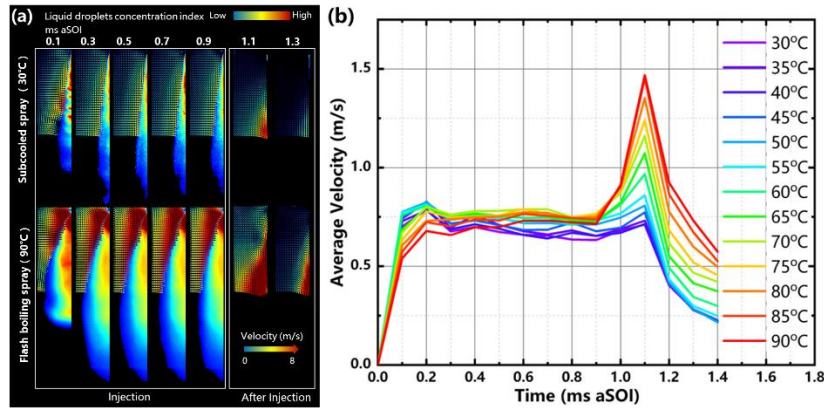 (a)
Liquid droplets concentration index Low High
ms aSOI
0.1 0.3 0.5 0.7 0.9 1.1 1.3
Subcooled spray (30℃)
Flash boiling spray (90℃)
Velocity (m/s)
0 8
Injection After Injection
(b)
Average Velocity (m/s)
1.5
1.0
0.5
0.0
0.0 0.2 0.4 0.6 0.8 1.0 1.2 1.4 1.6 1.8
Time (ms aSOI)
30°C
35°C
40°C
45°C
50°C
55°C
60°C
65°C
70°C
75°C
80°C
85°C
90°C